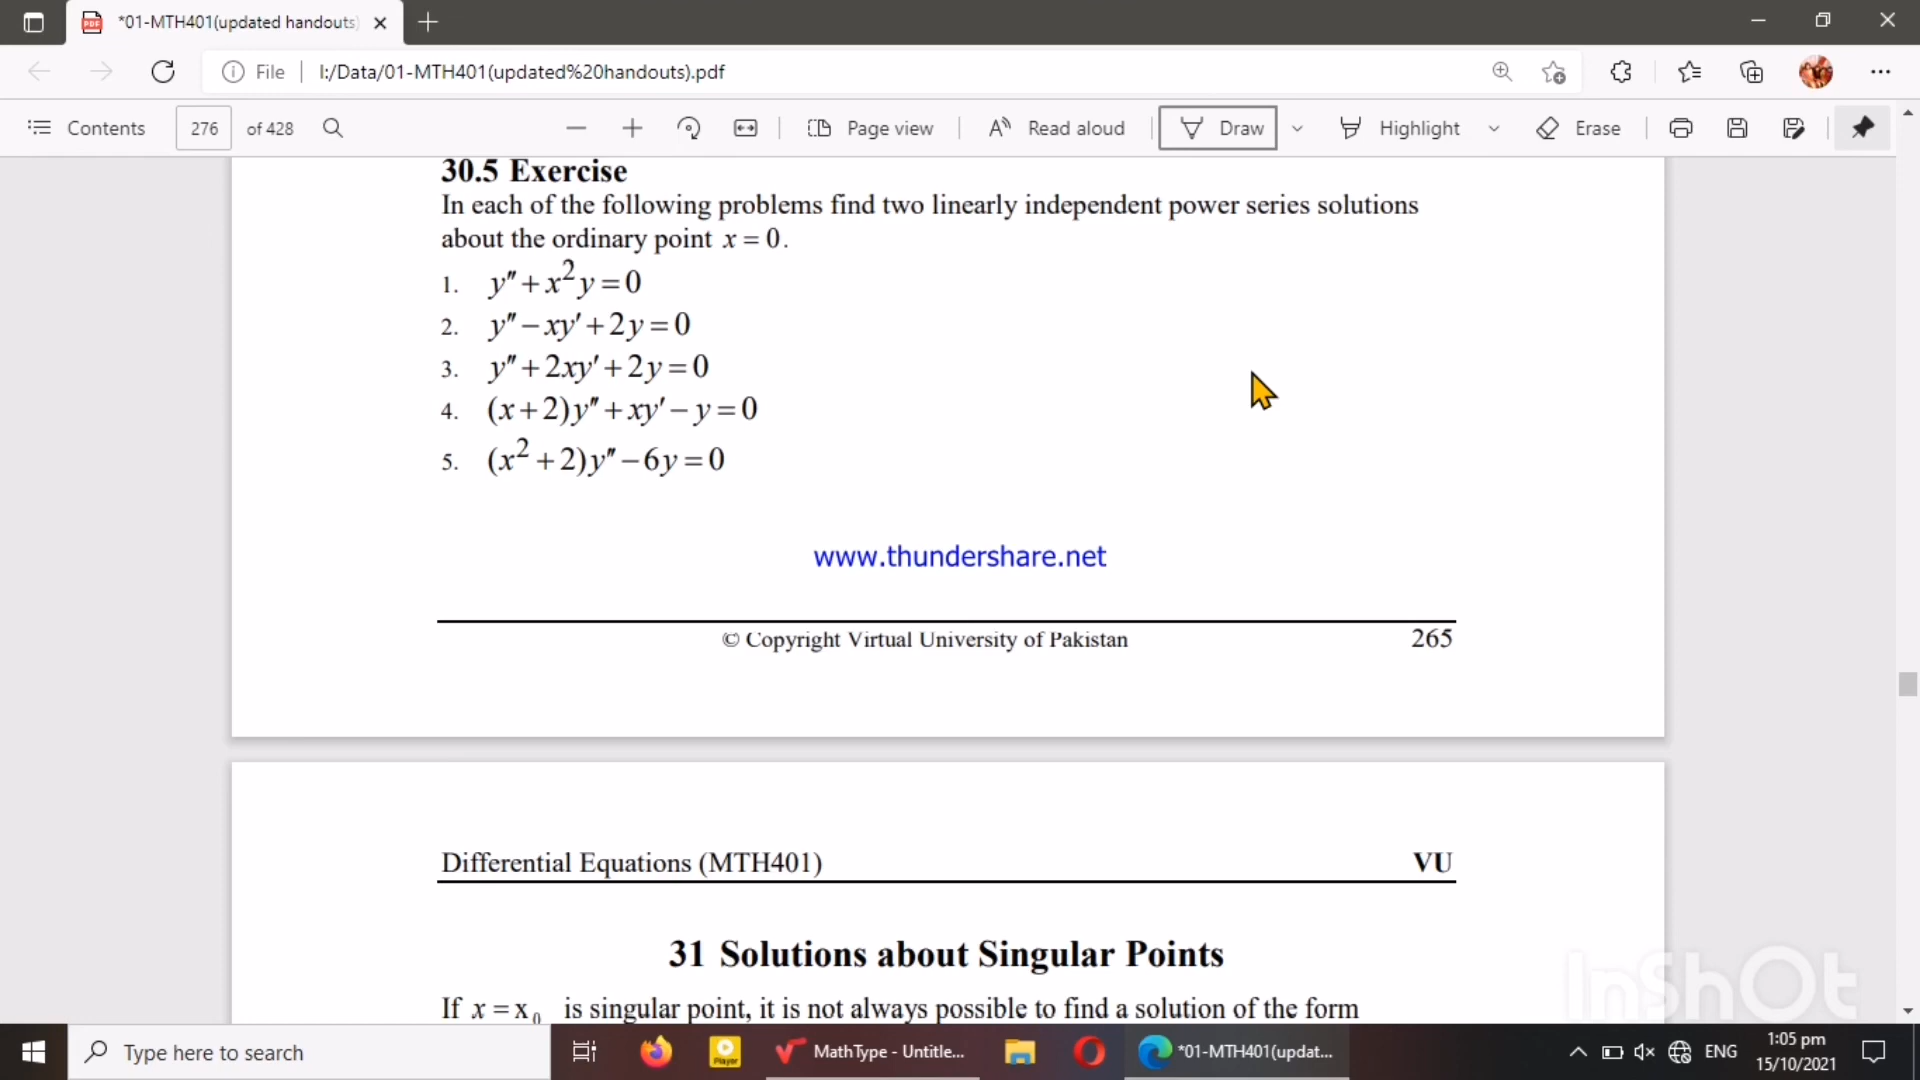 *01-MTH401(updated handouts)
File
I:/Data/01-MTH401(updated%20handouts).pdf
Contents
276
of 428
Page view
Read aloud
Draw
Highlight
Erase
30.5 Exercise
In each of the following problems find two linearly independent power series solutions
about the ordinary point x = 0.
1. y″ + x² y = 0
2. y″ − xy′ + 2y = 0
3. y″ + 2xy′ + 2y = 0
4. (x + 2)y″ + xy′ − y = 0
5. (x² + 2)y″ − 6y = 0
www.thundershare.net
© Copyright Virtual University of Pakistan
265
Differential Equations (MTH401)
VU
31 Solutions about Singular Points
If x = x₀ is singular point, it is not always possible to find a solution of the form
InShOt
Type here to search
Player
MathType - Untitle...
*01-MTH401(updat...
ENG
1:05 pm
15/10/2021